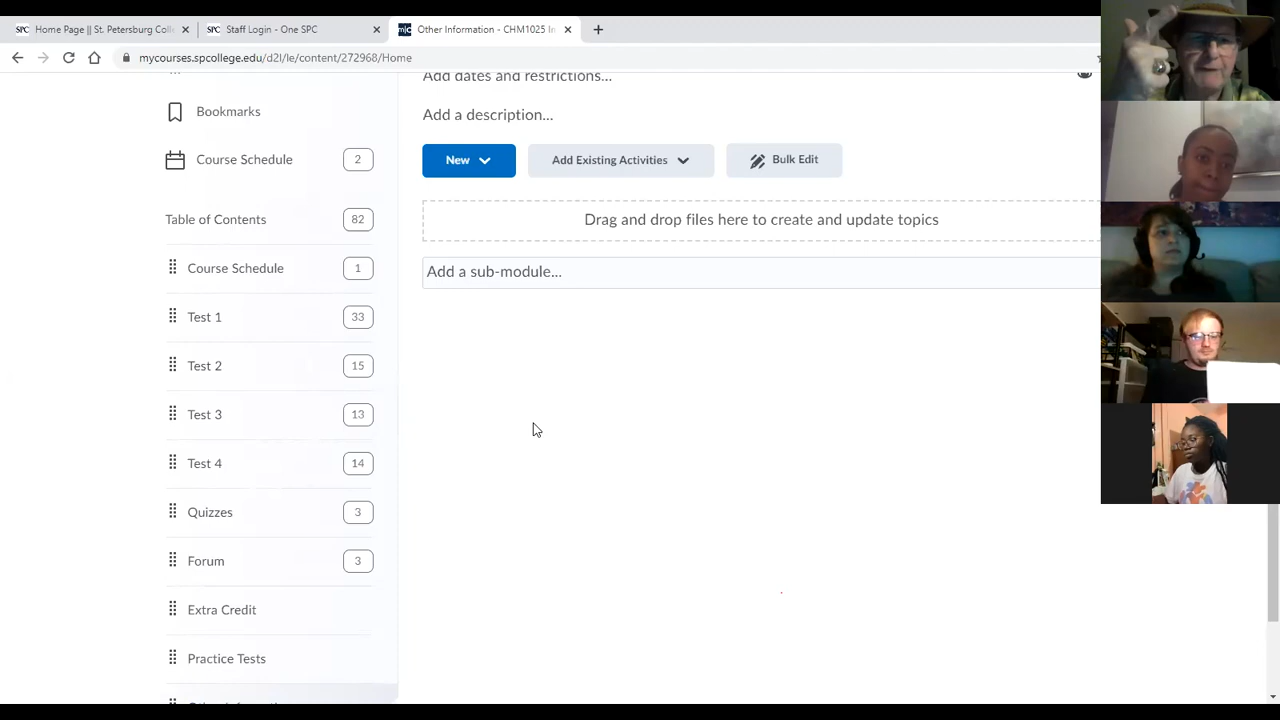 SPC Home Page || St. Petersburg Coll
SPC Staff Login - One SPC
mjc Other Information - CHM1025 In
mycourses.spcollege.edu/d2l/le/content/272968/Home
Add dates and restrictions...
Bookmarks
Add a description...
Course Schedule 2
New
Add Existing Activities
Bulk Edit
Table of Contents 82
Drag and drop files here to create and update topics
Course Schedule 1
Add a sub-module...
Test 1 33
Test 2 15
Test 3 13
Test 4 14
Quizzes 3
Forum 3
Extra Credit
Practice Tests